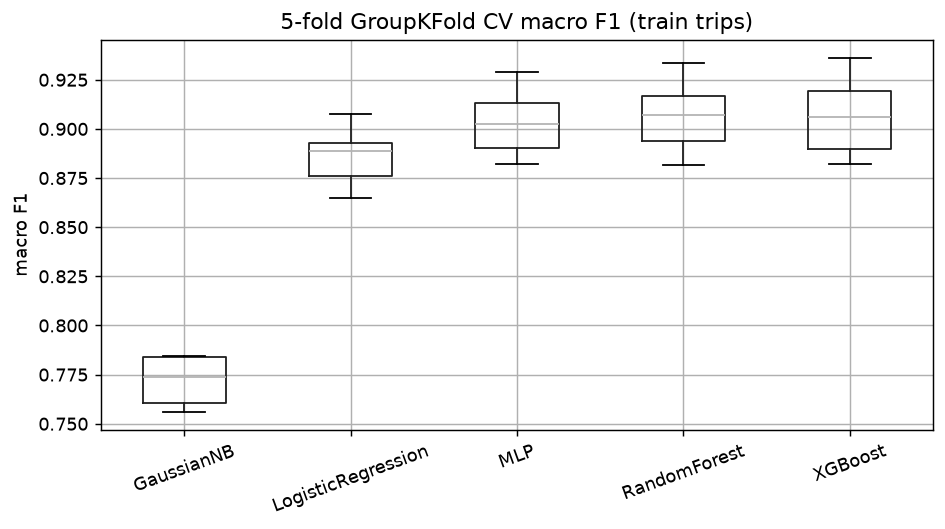 5-fold GroupKFold CV macro F1 (train trips)
macro F1
0.925
0.900
0.875
0.850
0.825
0.800
0.775
0.750
GaussianNB
LogisticRegression
MLP
RandomForest
XGBoost